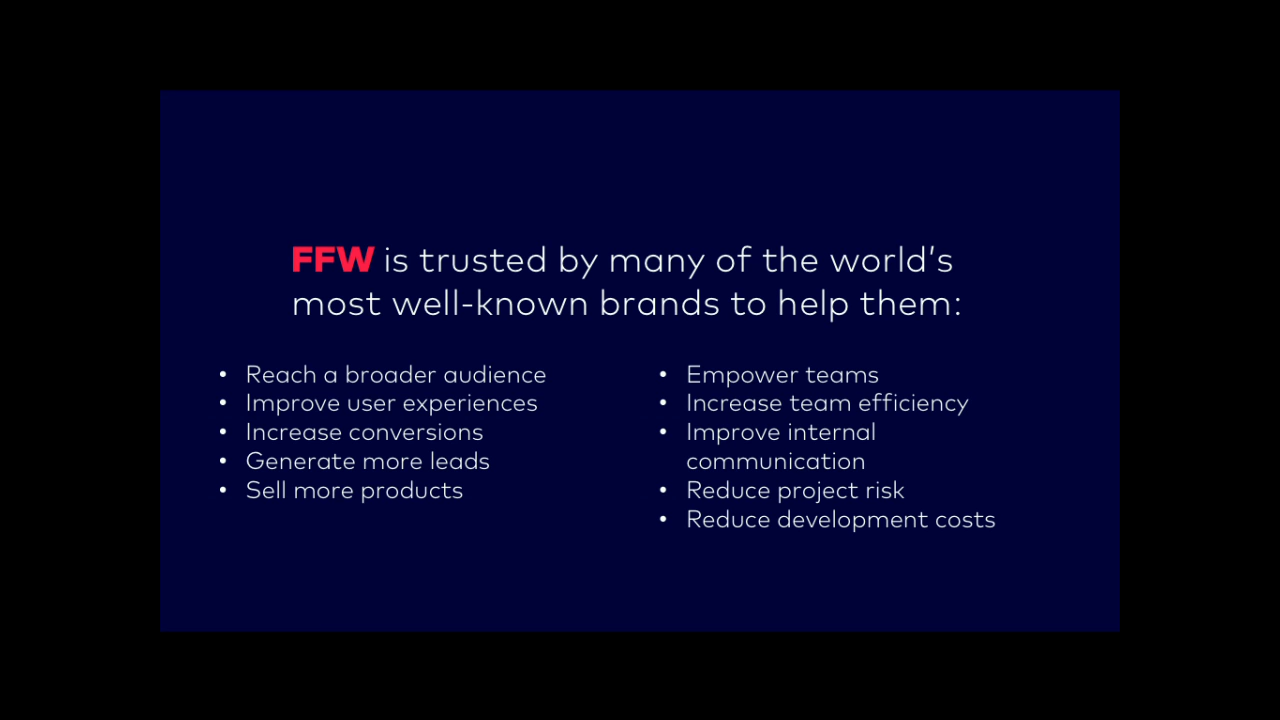 FFW is trusted by many of the world's
most well-known brands to help them:
• Reach a broader audience
• Improve user experiences
• Increase conversions
• Generate more leads
• Sell more products
• Empower teams
• Increase team efficiency
• Improve internal
communication
• Reduce project risk
• Reduce development costs